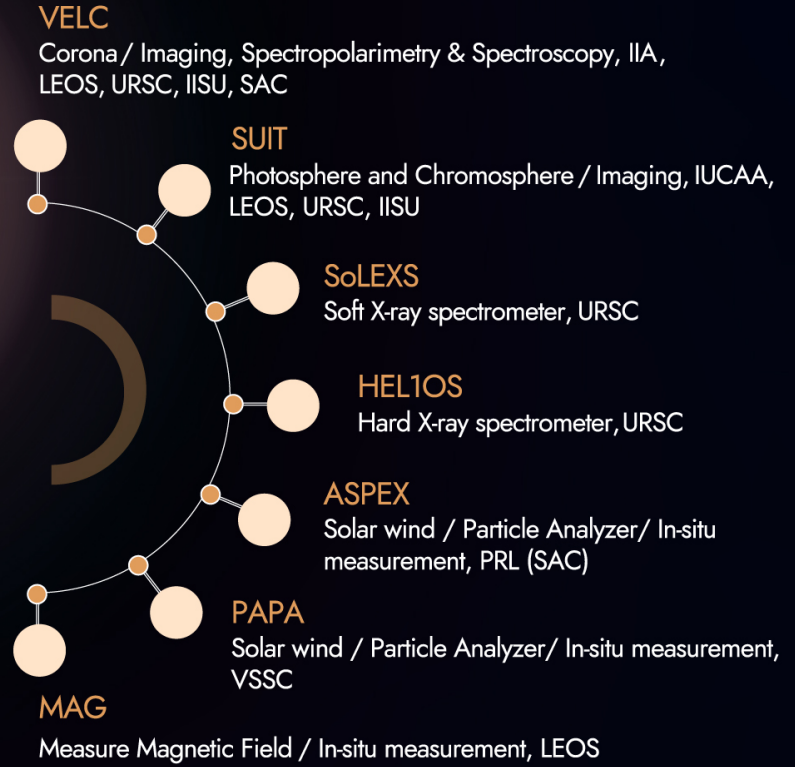 VELC
Corona / Imaging, Spectropolarimetry & Spectroscopy, IIA,
LEOS, URSC, IISU, SAC
SUIT
Photosphere and Chromosphere / Imaging, IUCAA,
LEOS, URSC, IISU
SoLEXS
Soft X-ray spectrometer, URSC
HEL1OS
Hard X-ray spectrometer, URSC
ASPEX
Solar wind / Particle Analyzer/ In-situ
measurement, PRL (SAC)
PAPA
Solar wind / Particle Analyzer/ In-situ measurement,
VSSC
MAG
Measure Magnetic Field / In-situ measurement, LEOS